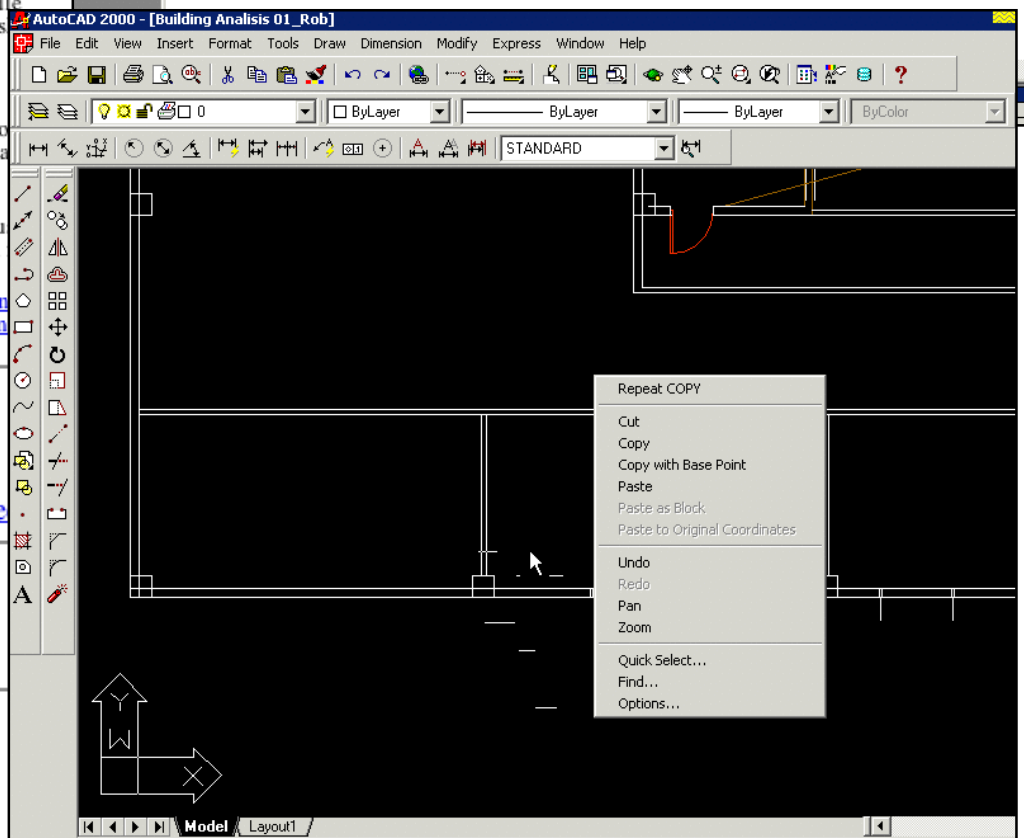 AutoCAD 2000 - [Building Analisis 01_Rob]
File Edit View Insert Format Tools Draw Dimension Modify Express Window Help
0 ByLayer ByLayer ByLayer ByColor
STANDARD
Repeat COPY
Cut
Copy
Copy with Base Point
Paste
Paste as Block
Paste to Original Coordinates
Undo
Redo
Pan
Zoom
Quick Select...
Find...
Options...
A
Y
W
X
Model Layout1